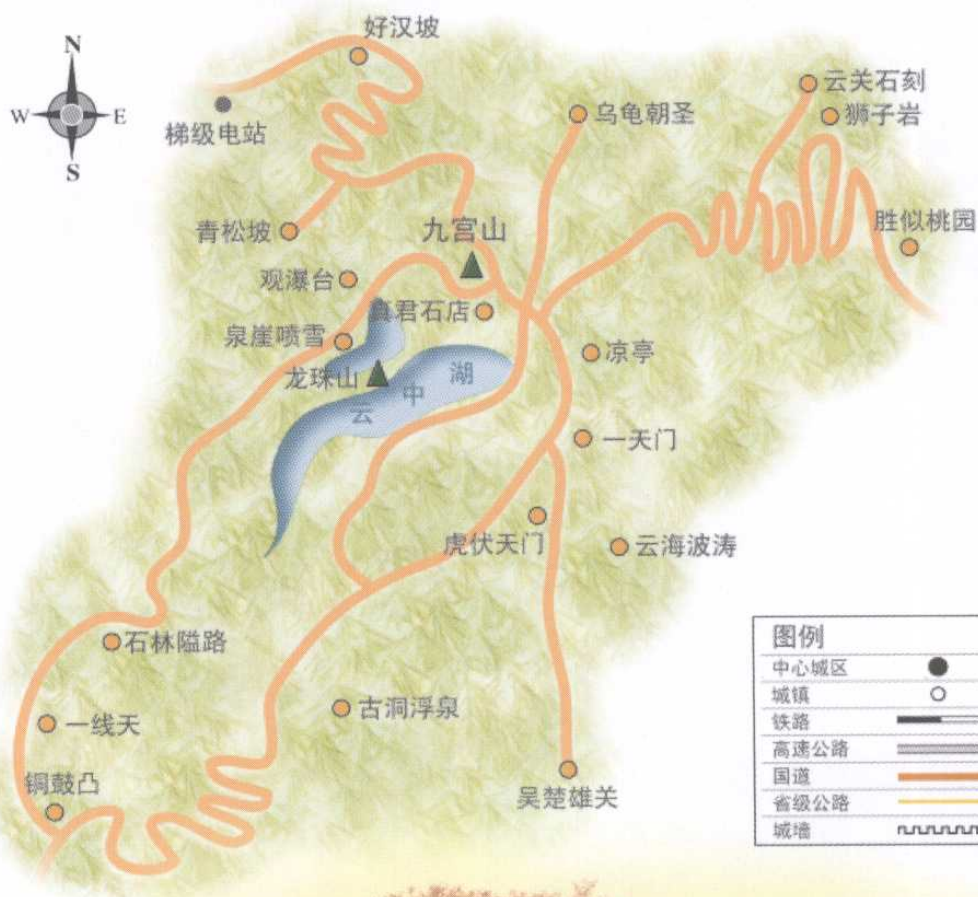 N
W
E
S
好汉坡
梯级电站
乌龟朝圣
云关石刻
狮子岩
青松坡
九宫山
胜似桃园
观瀑台
真君石店
泉崖喷雪
凉亭
龙珠山
云中湖
一天门
虎伏天门
云海波涛
石林隘路
古洞浮泉
一线天
铜鼓凸
吴楚雄关
图例
中心城区
城镇
铁路
高速公路
国道
省级公路
城墙